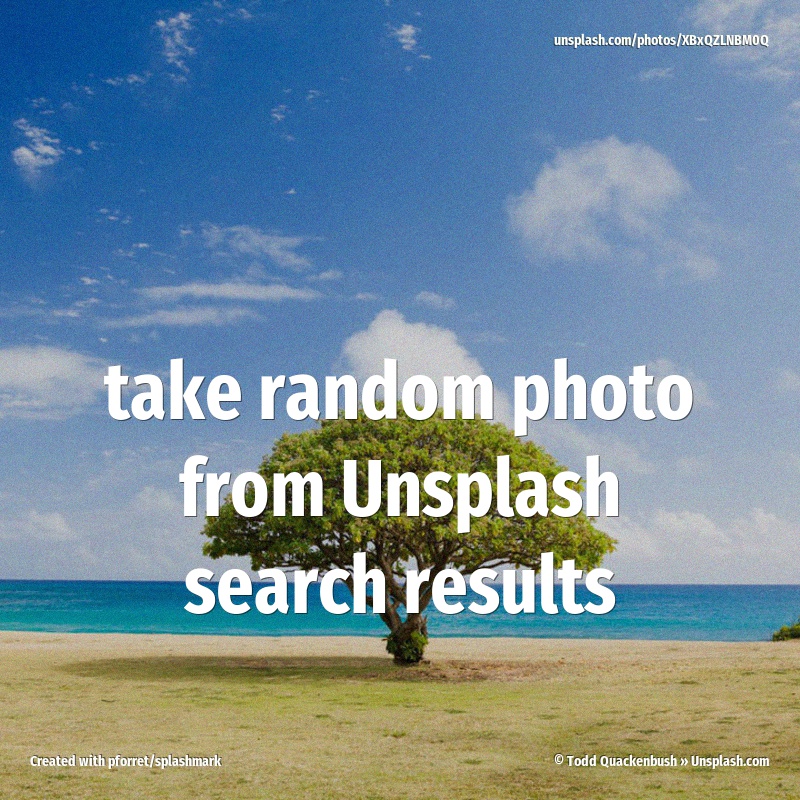 unsplash.com/photos/XBxQZLNBM0Q
take random photo
from Unsplash
search results
Created with pforret/splashmark
© Todd Quackenbush » Unsplash.com